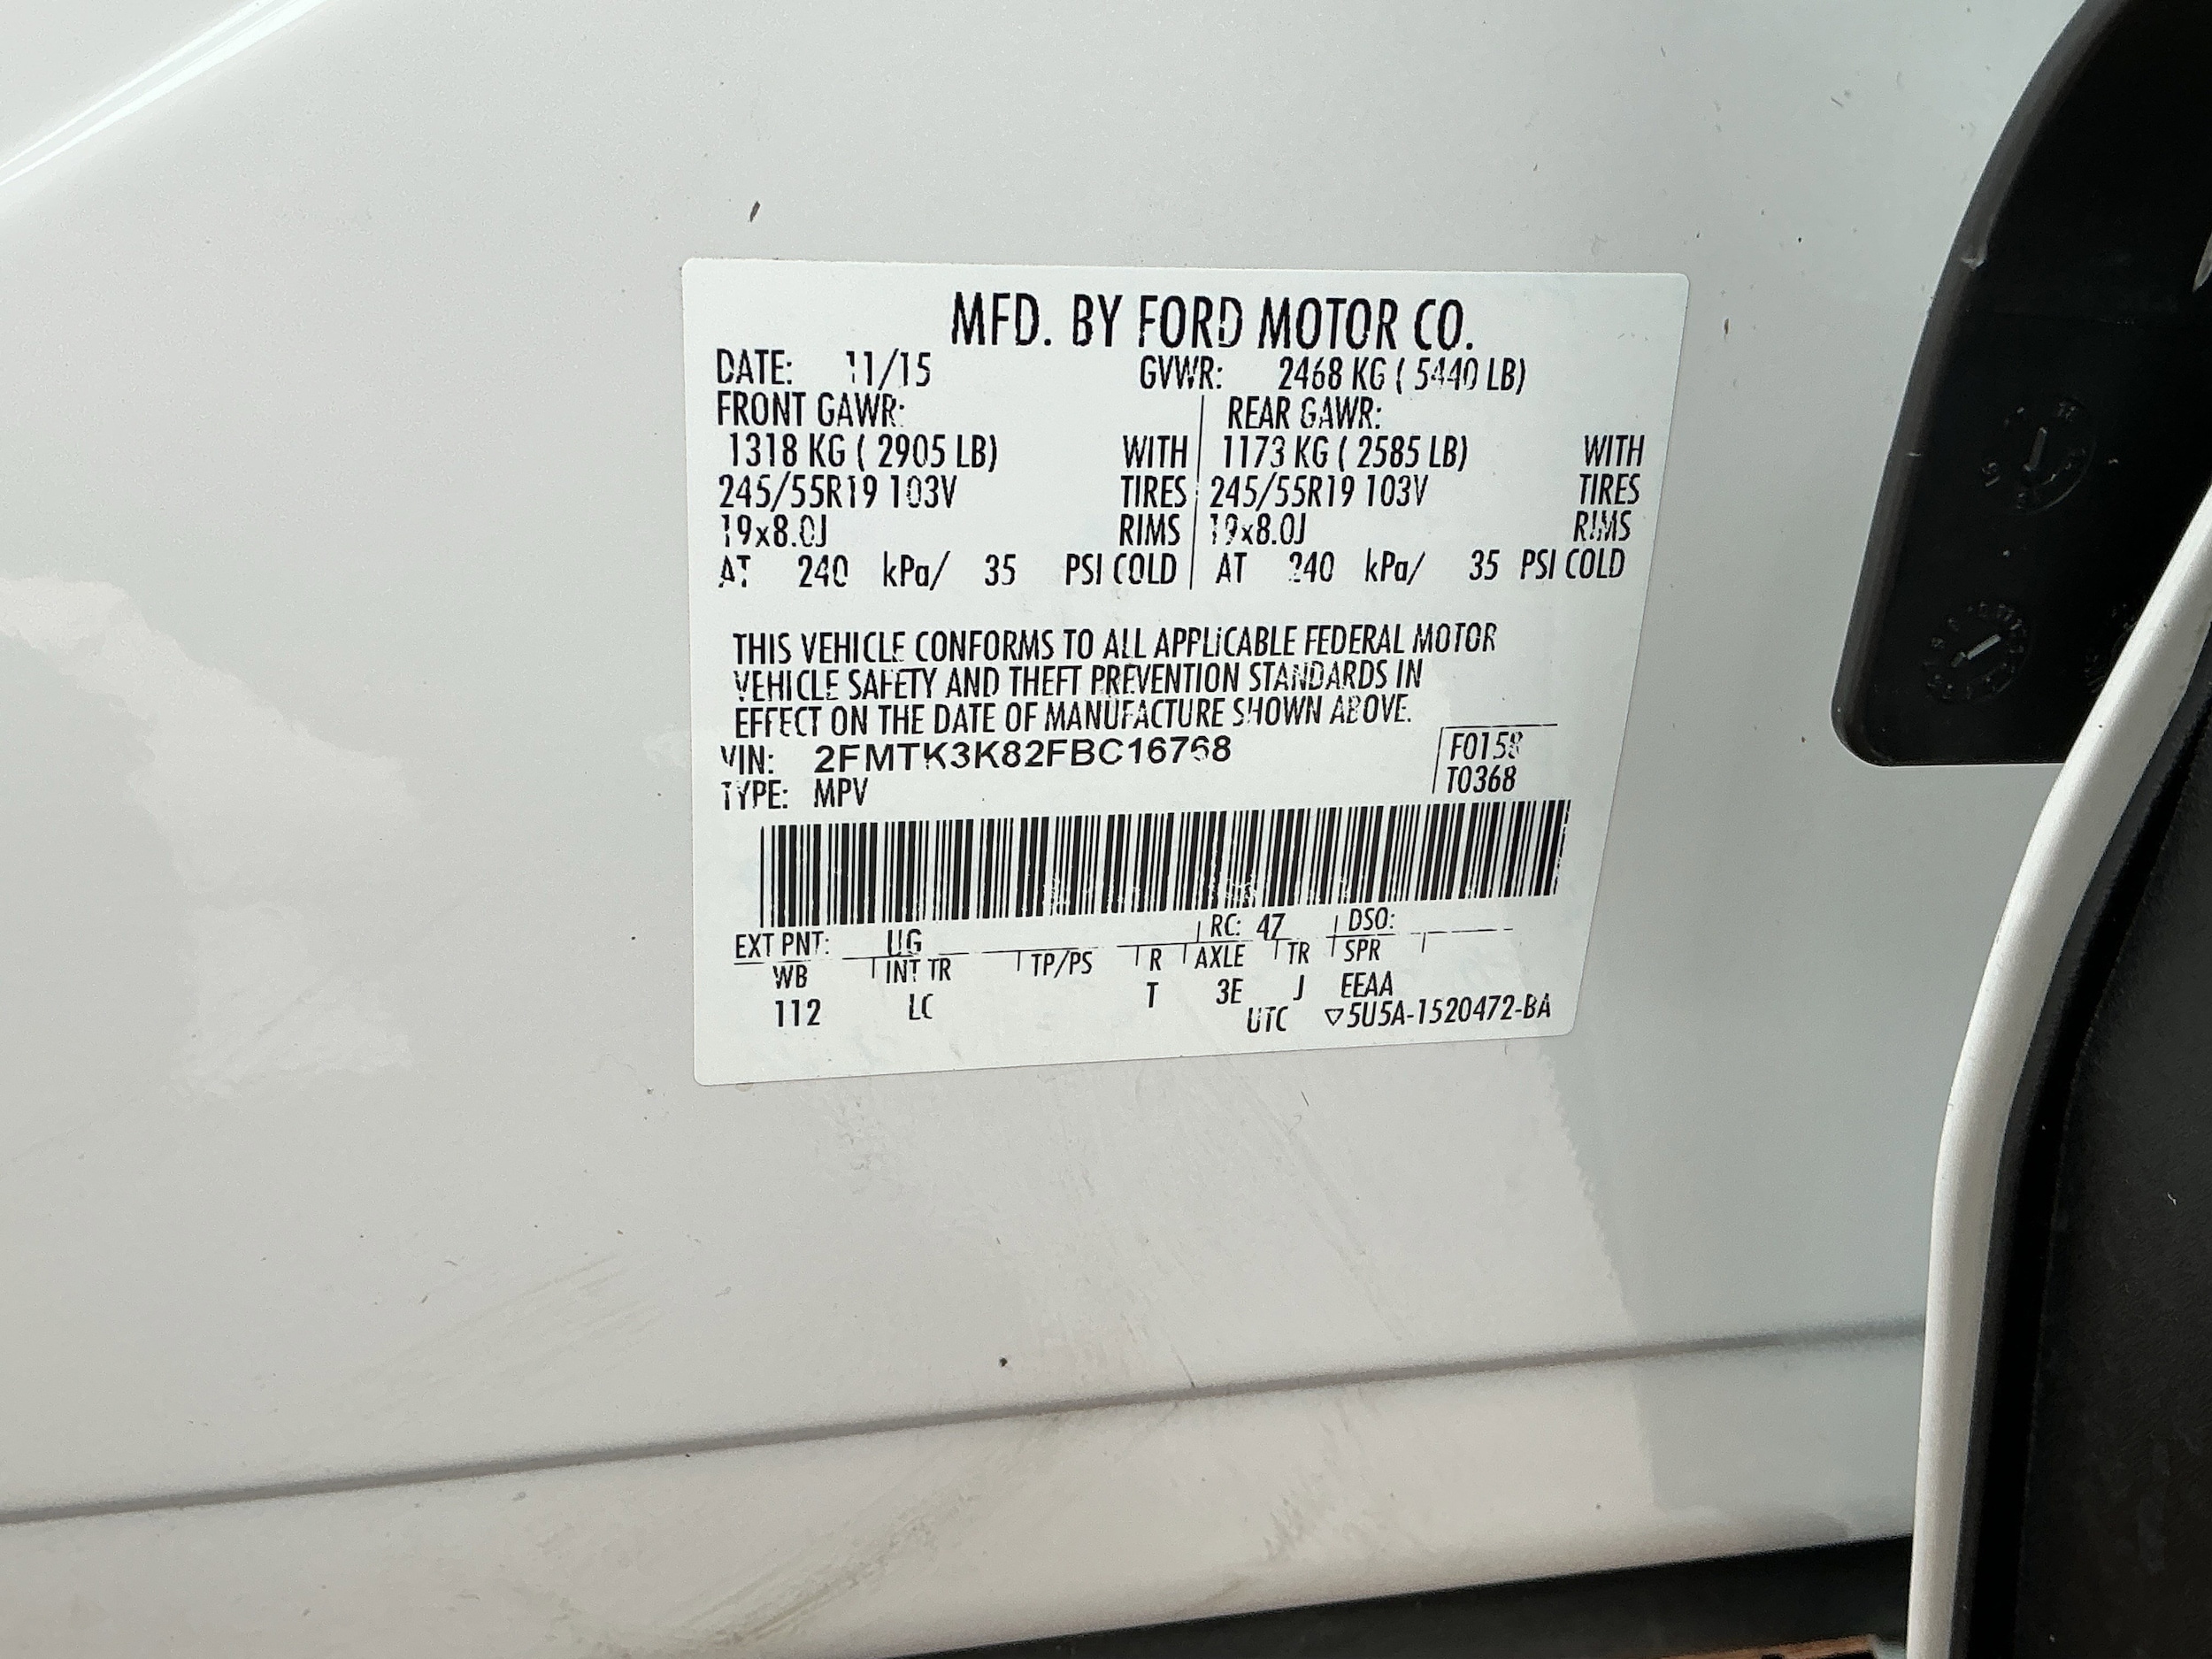 MFD. BY FORD MOTOR CO.
DATE: 11/15 GVWR: 2468 KG ( 5440 LB)
FRONT GAWR: REAR GAWR:
1318 KG ( 2905 LB) WITH 1173 KG ( 2585 LB) WITH
245/55R19 103V TIRES 245/55R19 103V TIRES
19x8.0J RIMS 19x8.0J RIMS
AT 240 kPa/ 35 PSI COLD AT 240 kPa/ 35 PSI COLD
THIS VEHICLE CONFORMS TO ALL APPLICABLE FEDERAL MOTOR
VEHICLE SAFETY AND THEFT PREVENTION STANDARDS IN
EFFECT ON THE DATE OF MANUFACTURE SHOWN ABOVE.
VIN: 2FMTK3K82FBC16768 F0158
TYPE: MPV T0368
EXT PNT: UG RC: 47 DSO:
WB INT TR TP/PS R AXLE TR SPR
112 LC T 3E J EEAA
UTC ▽5U5A-1520472-BA